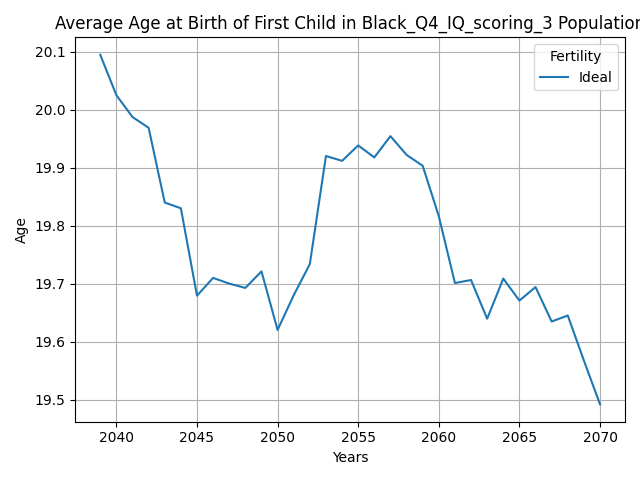 Average Age at Birth of First Child in Black_Q4_IQ_scoring_3 Population
20.1
20.0
19.9
19.8
19.7
19.6
19.5
Age
Fertility
Ideal
2040 2045 2050 2055 2060 2065 2070
Years